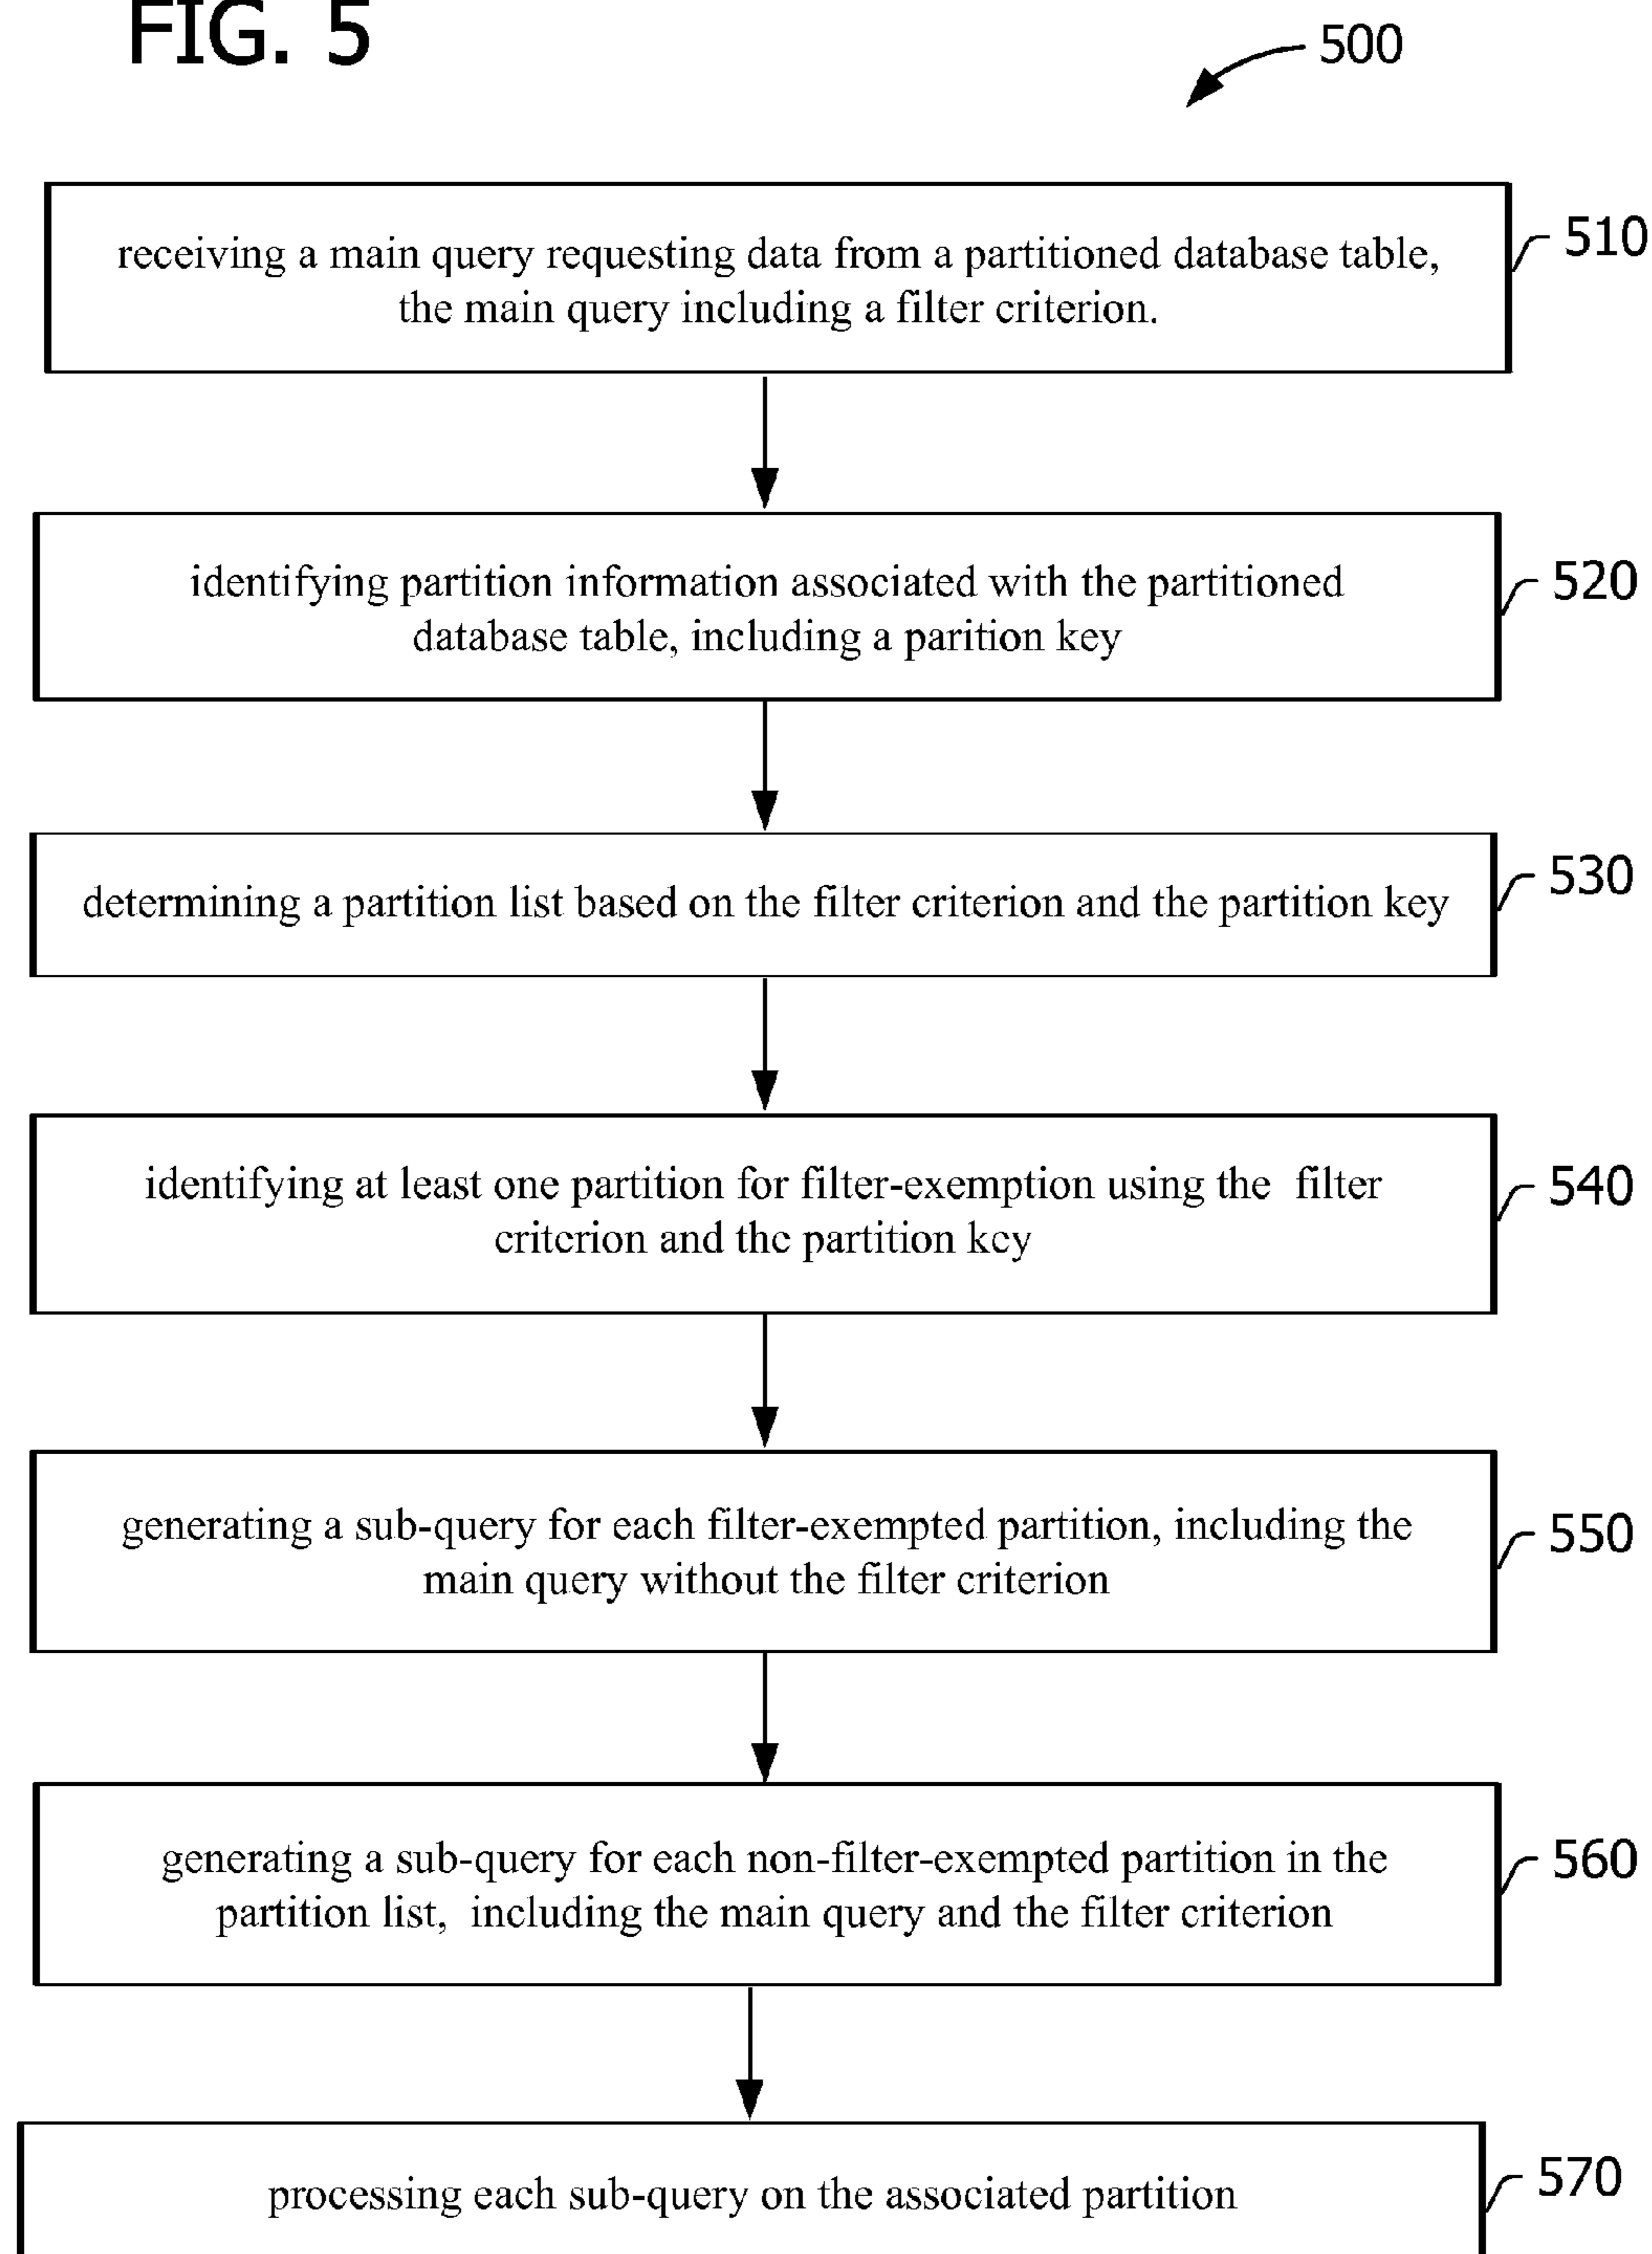 FIG. 5
500
receiving a main query requesting data from a partitioned database table,
the main query including a filter criterion.
510
identifying partition information associated with the partitioned
database table, including a parition key
520
determining a partition list based on the filter criterion and the partition key
530
identifying at least one partition for filter-exemption using the filter
criterion and the partition key
540
generating a sub-query for each filter-exempted partition, including the
main query without the filter criterion
550
generating a sub-query for each non-filter-exempted partition in the
partition list, including the main query and the filter criterion
560
processing each sub-query on the associated partition
570